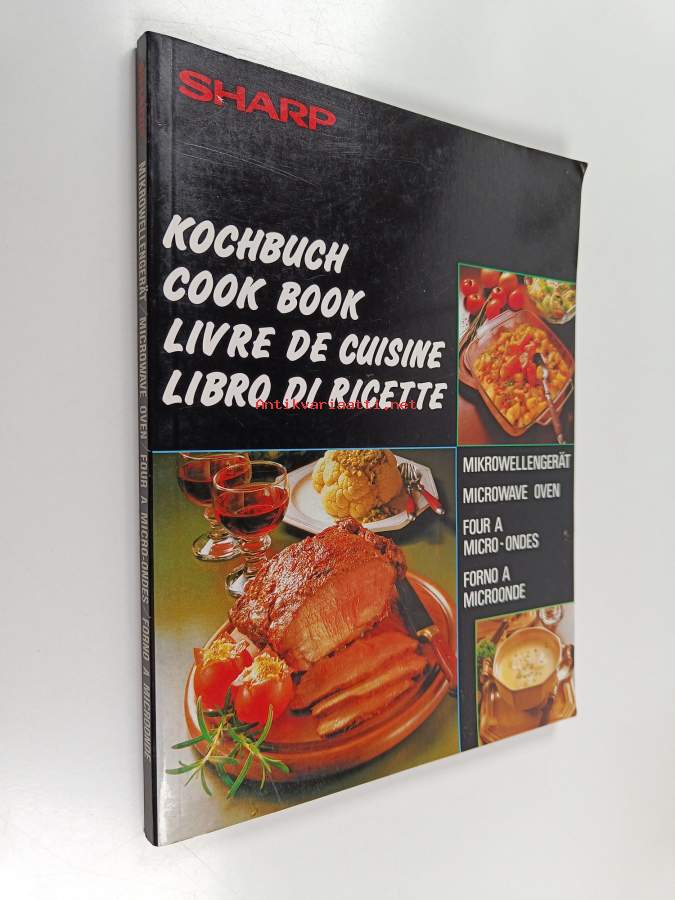 SHARP
KOCHBUCH
COOK BOOK
LIVRE DE CUISINE
LIBRO DI RICETTE
Antikvariaatti.net
MIKROWELLENGERÄT
MICROWAVE OVEN
FOUR A
MICRO-ONDES
FORNO A
MICROONDE
SHARP MIKROWELLENGERÄT / MICROWAVE OVEN / FOUR A MICRO-ONDES / FORNO A MICROONDE